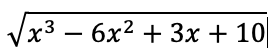 √(x³ − 6x² + 3x + 10)